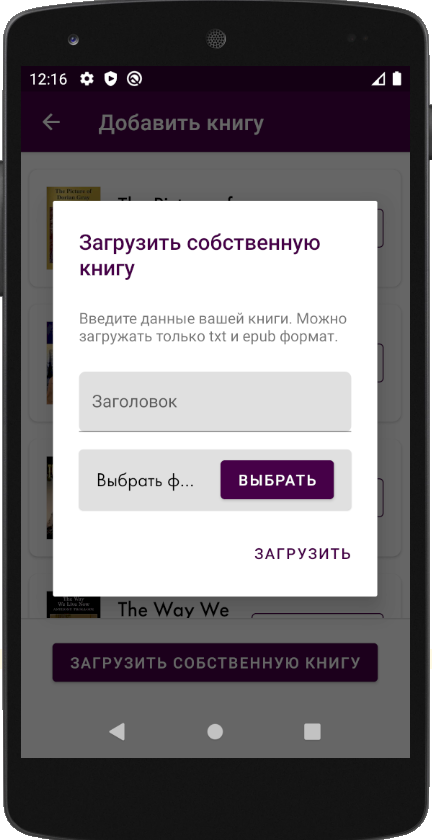 12:16
Добавить книгу
The Picture of
Dorian Gray
Загрузить собственную
книгу
Введите данные вашей книги. Можно
загружать только txt и epub формат.
Заголовок
Выбрать ф... ВЫБРАТЬ
ЗАГРУЗИТЬ
The Way
We Live Now
The Way We
ЗАГРУЗИТЬ СОБСТВЕННУЮ КНИГУ